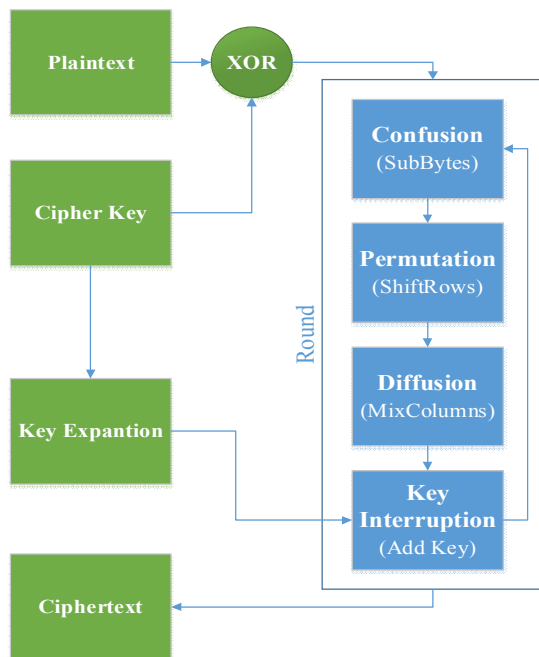 Plaintext
XOR
Cipher Key
Key Expantion
Ciphertext
Round
Confusion
(SubBytes)
Permutation
(ShiftRows)
Diffusion
(MixColumns)
Key
Interruption
(Add Key)